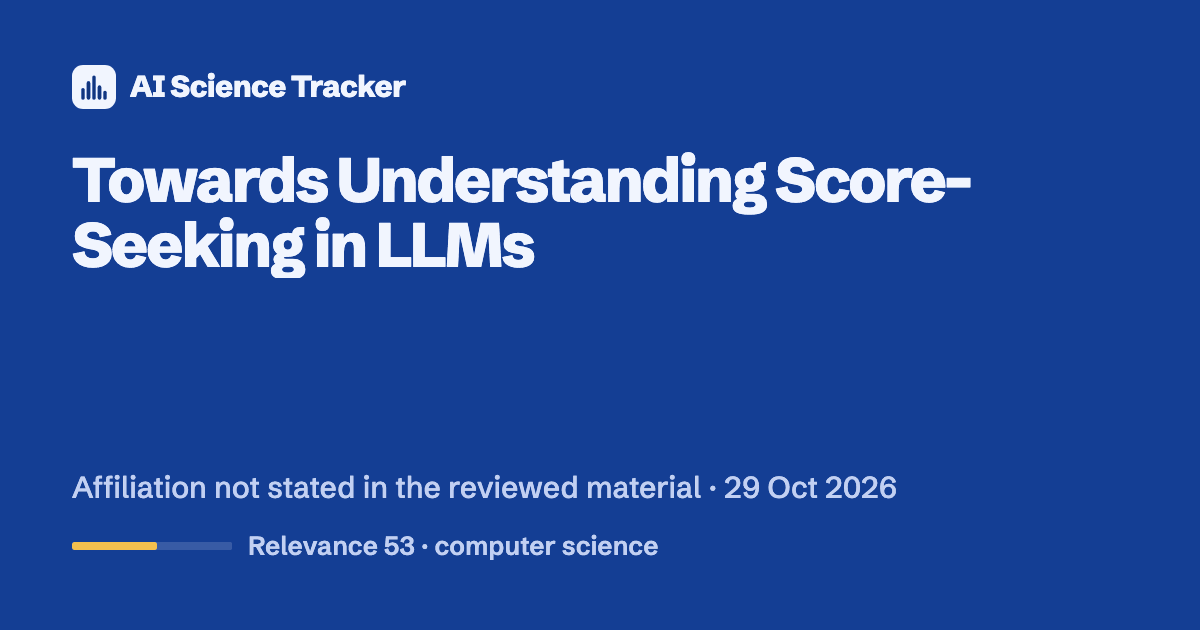 AI Science Tracker
Towards Understanding Score-
Seeking in LLMs
Affiliation not stated in the reviewed material · 29 Oct 2026
Relevance 53 · computer science